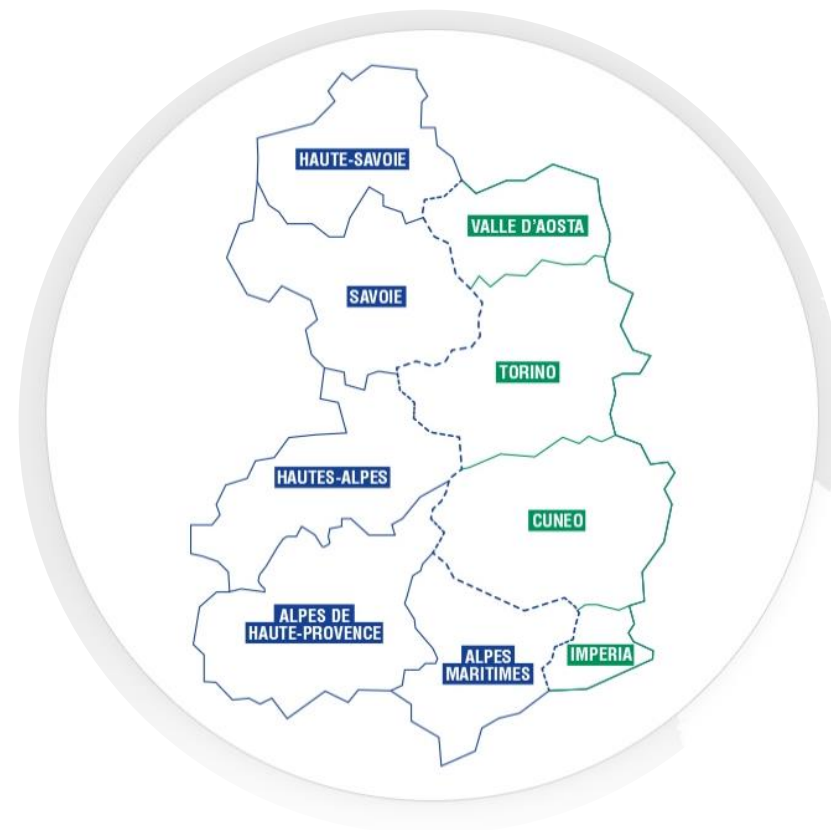 HAUTE-SAVOIE
VALLE D'AOSTA
SAVOIE
TORINO
HAUTES-ALPES
CUNEO
ALPES DE
HAUTE-PROVENCE
ALPES
MARITIMES
IMPERIA